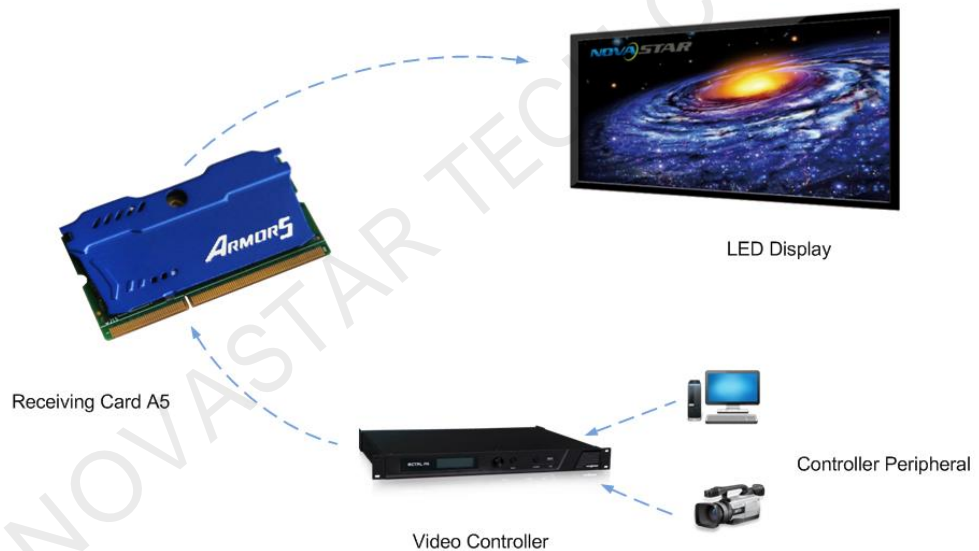 NOVASTAR
ARMOR5
LED Display
Receiving Card A5
Controller Peripheral
Video Controller
NOVASTAR TECH